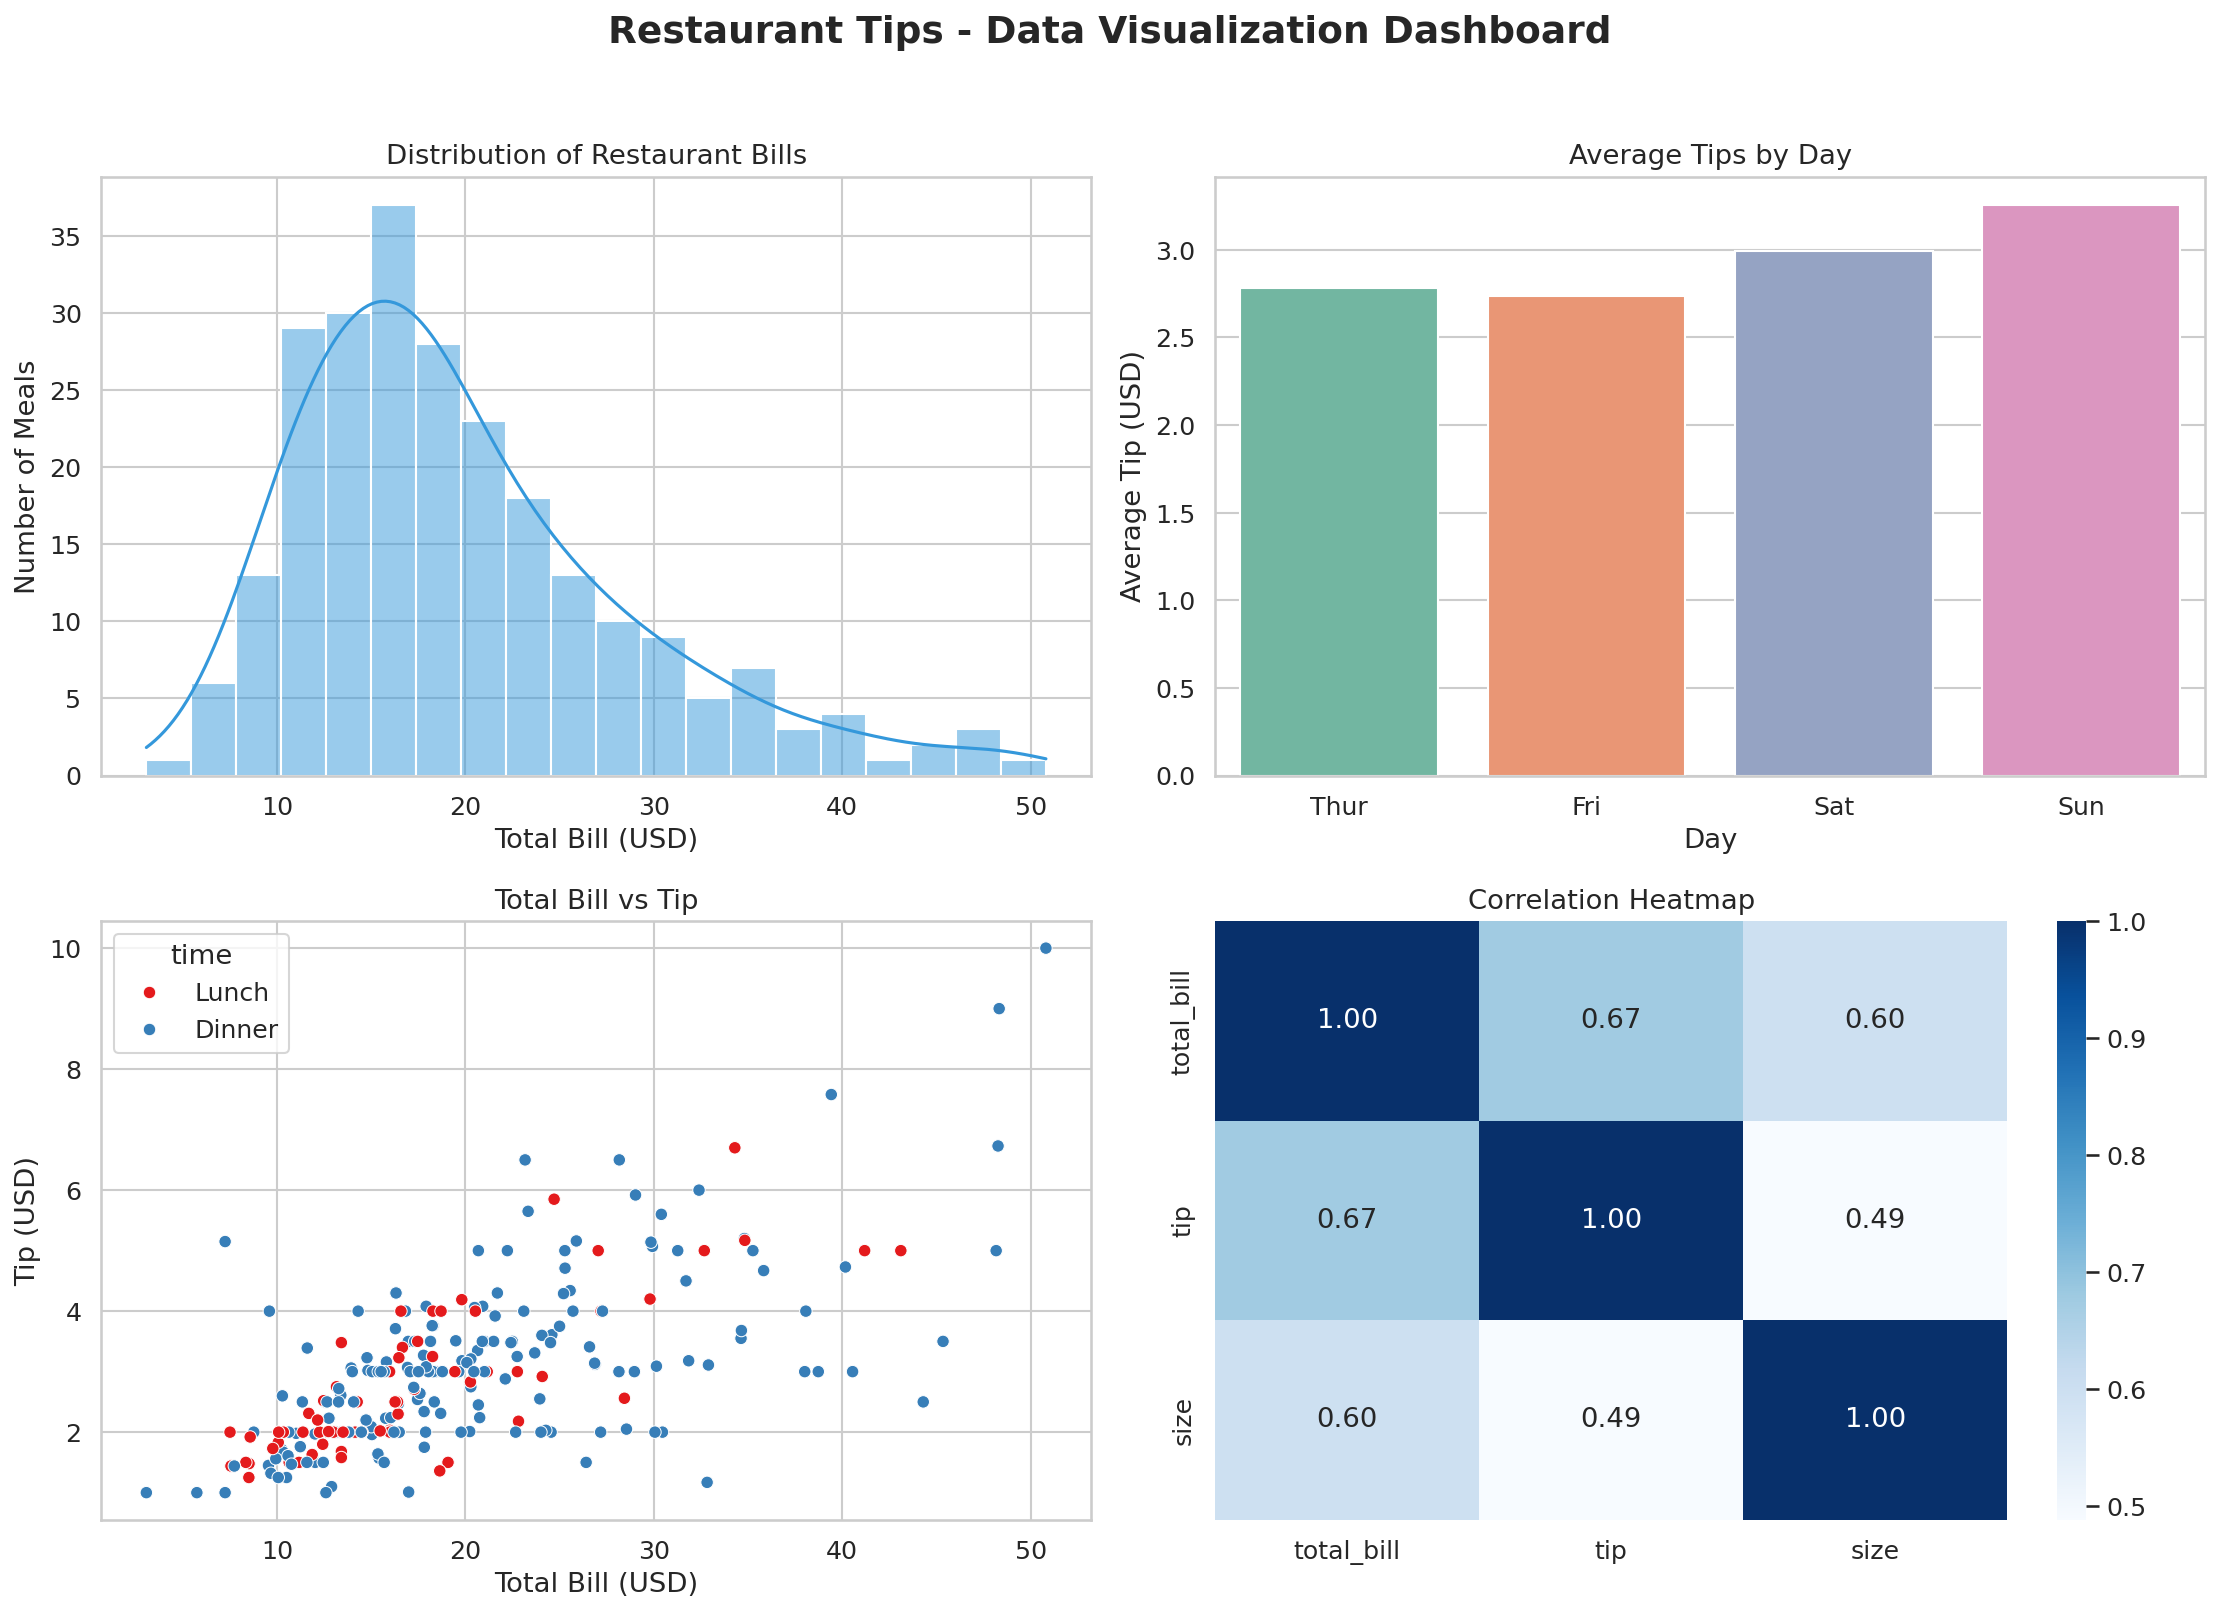 Restaurant Tips - Data Visualization Dashboard
Distribution of Restaurant Bills
Number of Meals
35
30
25
20
15
10
5
0
10 20 30 40 50
Total Bill (USD)
Average Tips by Day
Average Tip (USD)
3.0
2.5
2.0
1.5
1.0
0.5
0.0
Thur Fri Sat Sun
Day
Total Bill vs Tip
Tip (USD)
10
8
6
4
2
time
Lunch
Dinner
10 20 30 40 50
Total Bill (USD)
Correlation Heatmap
total_bill
1.00 0.67 0.60
tip
0.67 1.00 0.49
size
0.60 0.49 1.00
total_bill tip size
1.0
0.9
0.8
0.7
0.6
0.5